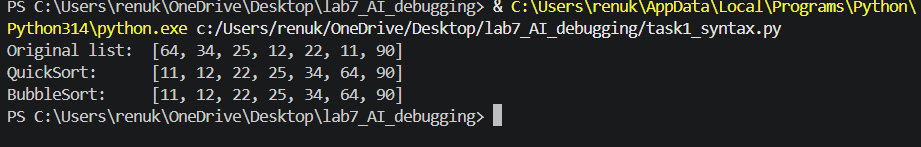 PS C:\Users\renuk\OneDrive\Desktop\lab7_AI_debugging> & C:\Users\renuk\AppData\Local\Programs\Python\
Python314\python.exe c:/Users/renuk/OneDrive/Desktop/lab7_AI_debugging/task1_syntax.py
Original list:  [64, 34, 25, 12, 22, 11, 90]
QuickSort:      [11, 12, 22, 25, 34, 64, 90]
BubbleSort:     [11, 12, 22, 25, 34, 64, 90]
PS C:\Users\renuk\OneDrive\Desktop\lab7_AI_debugging>